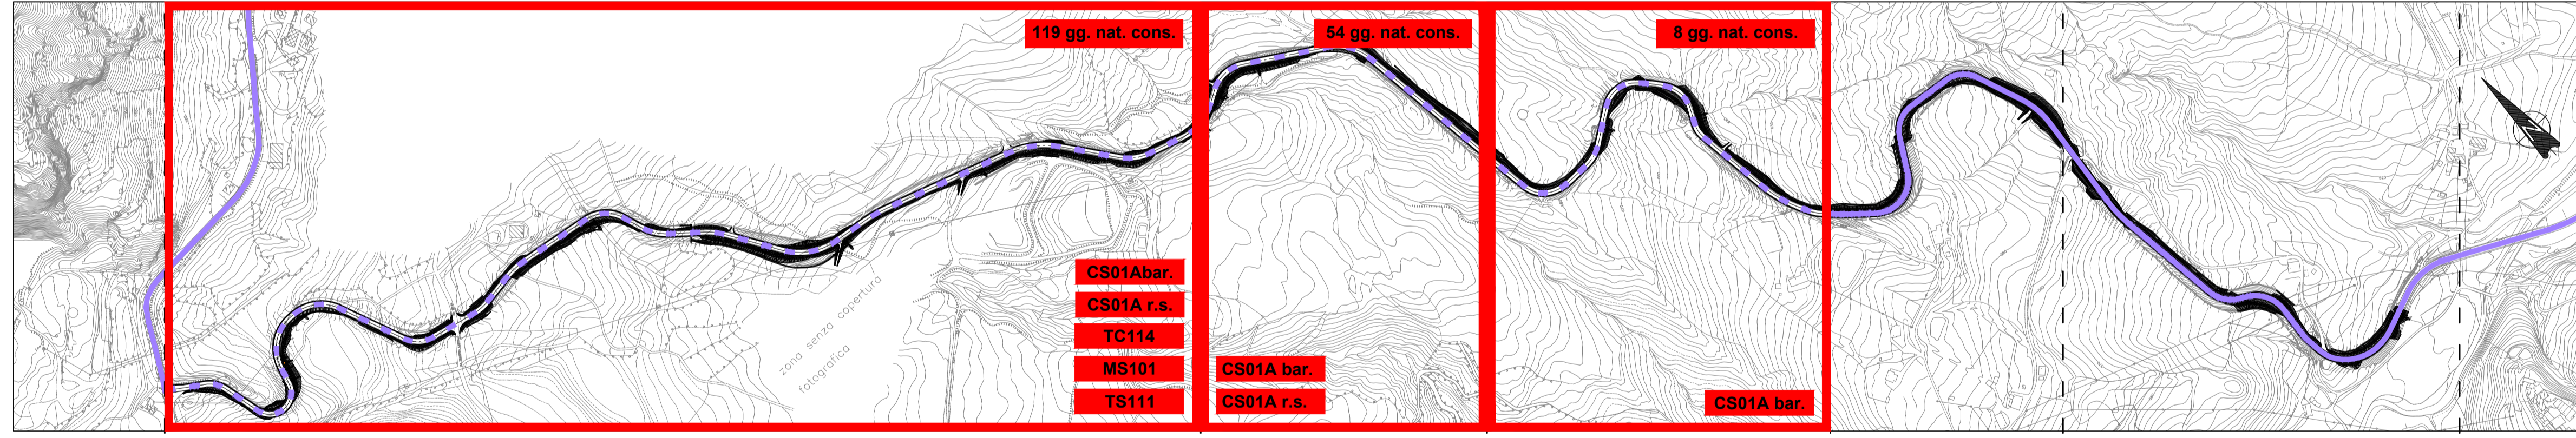 119 gg. nat. cons.
54 gg. nat. cons.
8 gg. nat. cons.
CS01Abar.
CS01A r.s.
TC114
MS101
TS111
zona senza copertura
fotografica
CS01A bar.
CS01A r.s.
CS01A bar.
N